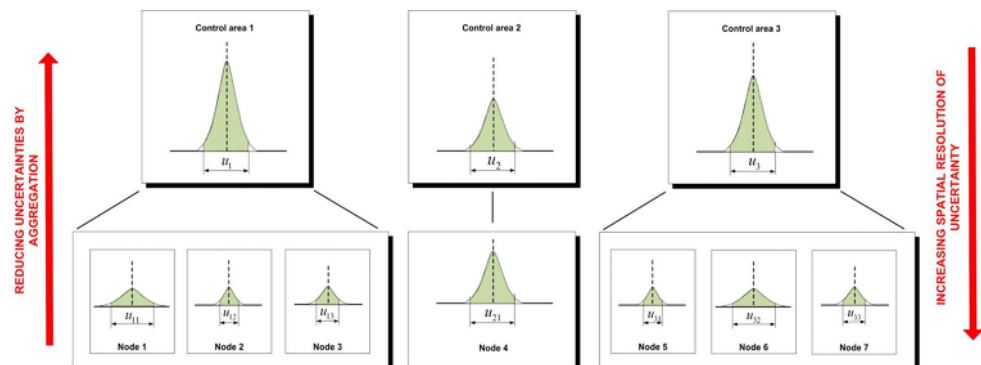 Control area 1
Control area 2
Control area 3
REDUCING UNCERTAINTIES BY
AGGREGATION
INCREASING SPATIAL RESOLUTION OF
UNCERTAINTY
u1
u2
u3
u11
u12
u13
u21
u31
u32
u33
Node 1
Node 2
Node 3
Node 4
Node 5
Node 6
Node 7